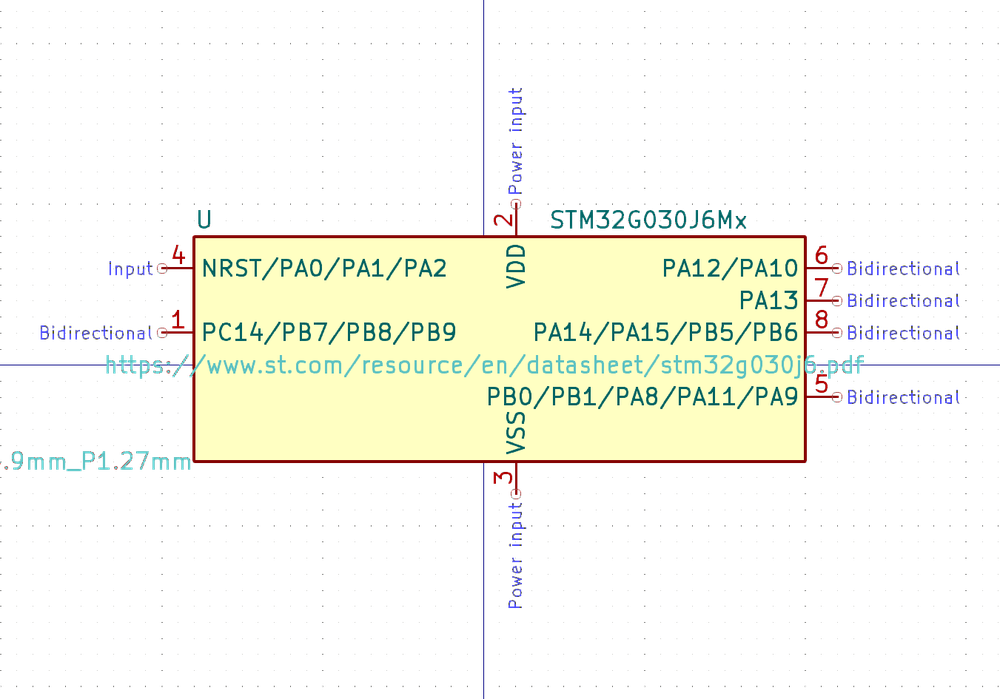 Power input
U
2
STM32G030J6Mx
Input
4
NRST/PA0/PA1/PA2
VDD
PA12/PA10
6
Bidirectional
PA13
7
Bidirectional
Bidirectional
1
PC14/PB7/PB8/PB9
PA14/PA15/PB5/PB6
8
Bidirectional
https://www.st.com/resource/en/datasheet/stm32g030j6.pdf
PB0/PB1/PA8/PA11/PA9
5
Bidirectional
VSS
.9mm_P1.27mm
3
Power input